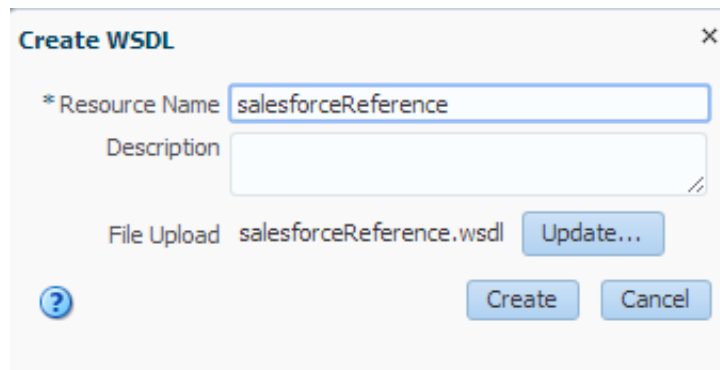 Create WSDL ×
* Resource Name salesforceReference
Description
File Upload salesforceReference.wsdl Update...
? Create Cancel